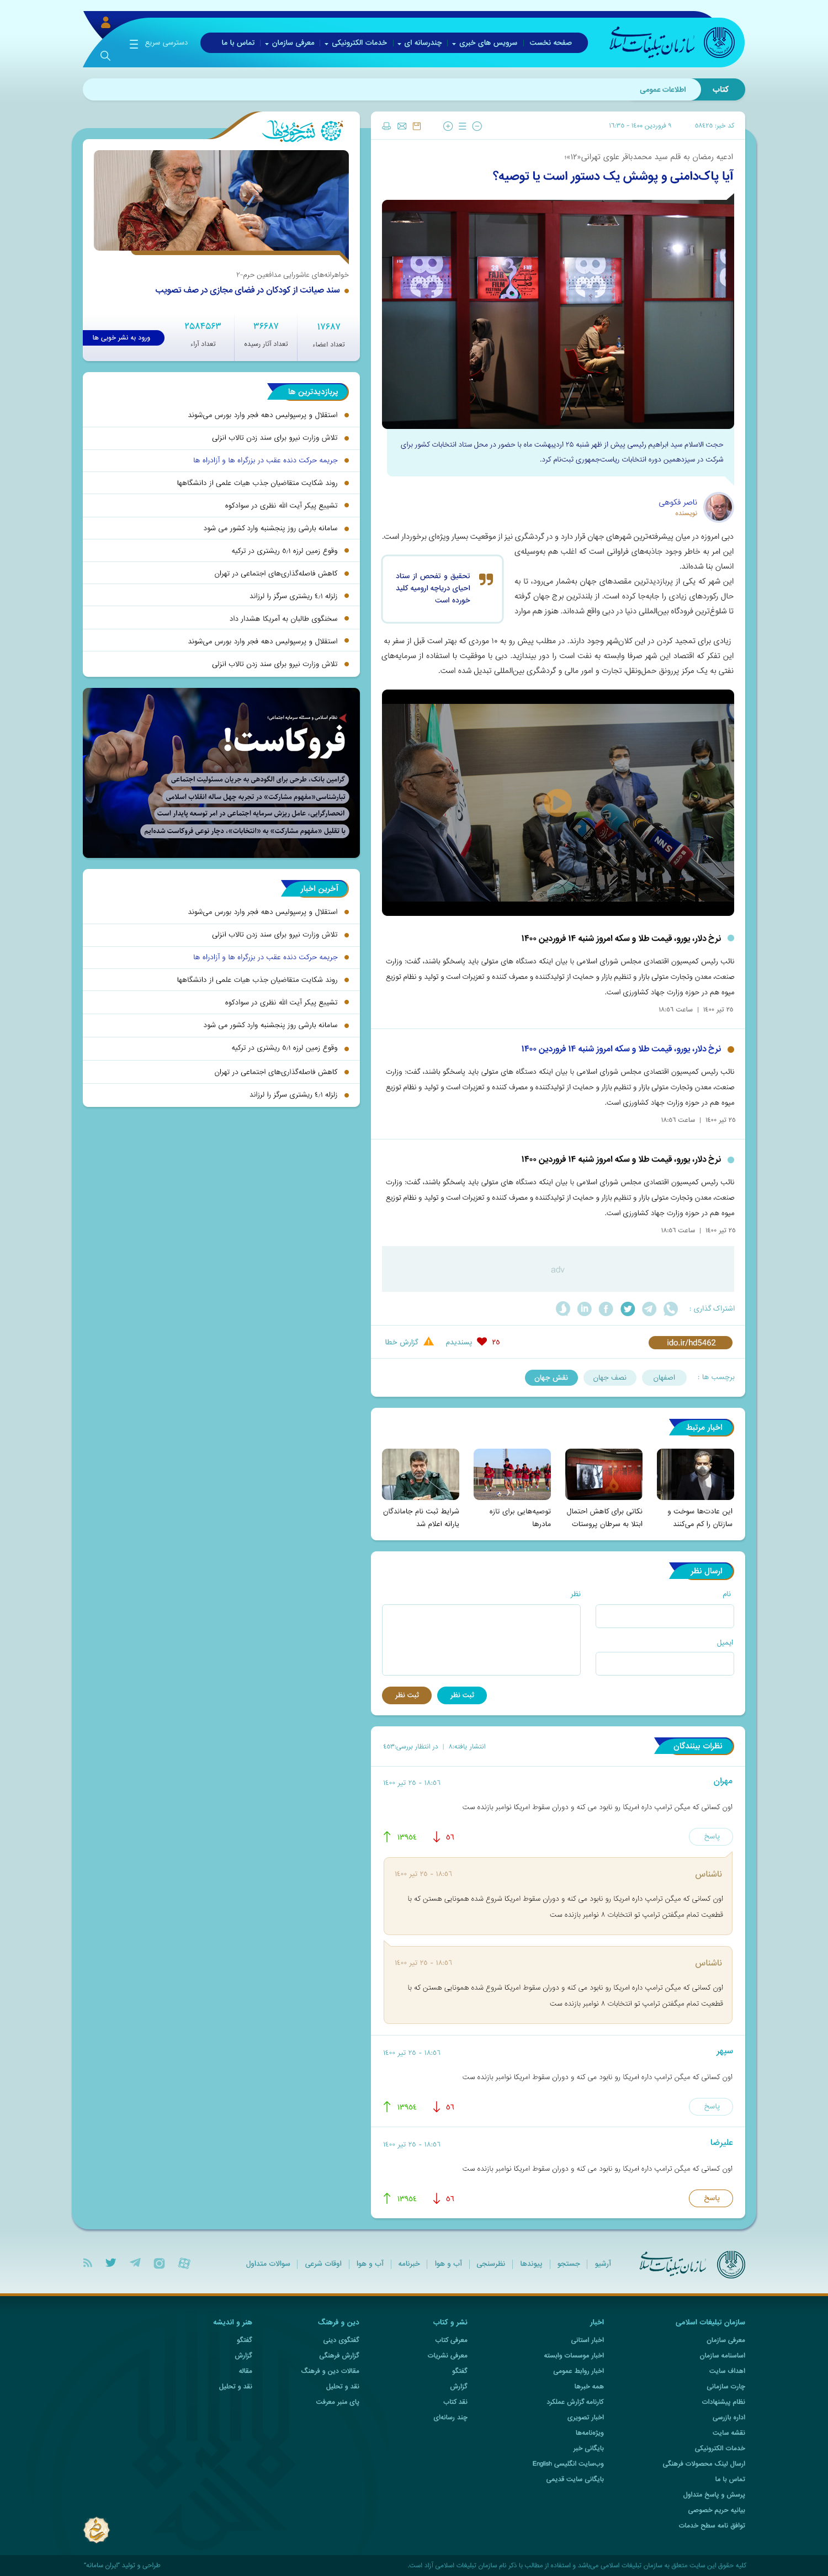 سازمان تبلیغات اسلامی
صفحه نخست
سرویس های خبری
چندرسانه ای
خدمات الکترونیکی
معرفی سازمان
تماس با ما
دسترسی سریع
کتاب
اطلاعات عمومی
کد خبر: ۵۸۴۲۵
۹ فروردین ۱۴۰۰ - ۱۶:۳۵
ادعیه رمضان به قلم سید محمدباقر علوی تهرانی«۱۲»؛
آیا پاک‌دامنی و پوشش یک دستور است یا توصیه؟
حجت الاسلام سید ابراهیم رئیسی پیش از ظهر شنبه ۲۵ اردیبهشت ماه با حضور در محل ستاد انتخابات کشور برای
شرکت در سیزدهمین دوره انتخابات ریاست‌جمهوری ثبت‌نام کرد.
ناصر فکوهی
نویسنده
دبی امروزه در میان پیشرفته‌ترین شهرهای جهان قرار دارد و در گردشگری نیز از موقعیت بسیار ویژه‌ای برخوردار است.
این امر به خاطر وجود جاذبه‌های فراوانی است که اغلب هم به‌وسیله‌ی
انسان بنا شده‌اند.
این شهر که یکی از پربازدیدترین مقصدهای جهان به‌شمار می‌رود، تا به
حال رکوردهای زیادی را جابه‌جا کرده است. از بلندترین برج جهان گرفته
تا شلوغ‌ترین فرودگاه بین‌المللی دنیا در دبی واقع شده‌اند. هنوز هم موارد
تحقیق و تفحص از ستاد
احیای دریاچه ارومیه کلید
خورده است
زیادی برای تمجید کردن در این کلان‌شهر وجود دارند. در مطلب پیش رو به ۱۰ موردی که بهتر است قبل از سفر به
این تفکر که اقتصاد این شهر صرفا وابسته به نفت است را دور بیندازید. دبی با موفقیت با استفاده از سرمایه‌های
نفتی به یک مرکز پررونق حمل‌ونقل، تجارت و امور مالی و گردشگری بین‌المللی تبدیل شده است.
NSN
نرخ دلار، یورو، قیمت طلا و سکه امروز شنبه ۱۴ فروردین ۱۴۰۰
نائب رئیس کمیسیون اقتصادی مجلس شورای اسلامی با بیان اینکه دستگاه های متولی باید پاسخگو باشند، گفت: وزارت
صنعت، معدن وتجارت متولی بازار و تنظیم بازار و حمایت از تولیدکننده و مصرف کننده و تعزیرات است و تولید و نظام توزیع
میوه هم در حوزه وزارت جهاد کشاورزی است.
۲۵ تیر ۱۴۰۰ | ساعت ۱۸:۵۶
نرخ دلار، یورو، قیمت طلا و سکه امروز شنبه ۱۴ فروردین ۱۴۰۰
نائب رئیس کمیسیون اقتصادی مجلس شورای اسلامی با بیان اینکه دستگاه های متولی باید پاسخگو باشند، گفت: وزارت
صنعت، معدن وتجارت متولی بازار و تنظیم بازار و حمایت از تولیدکننده و مصرف کننده و تعزیرات است و تولید و نظام توزیع
میوه هم در حوزه وزارت جهاد کشاورزی است.
۲۵ تیر ۱۴۰۰ | ساعت ۱۸:۵۶
نرخ دلار، یورو، قیمت طلا و سکه امروز شنبه ۱۴ فروردین ۱۴۰۰
نائب رئیس کمیسیون اقتصادی مجلس شورای اسلامی با بیان اینکه دستگاه های متولی باید پاسخگو باشند، گفت: وزارت
صنعت، معدن وتجارت متولی بازار و تنظیم بازار و حمایت از تولیدکننده و مصرف کننده و تعزیرات است و تولید و نظام توزیع
میوه هم در حوزه وزارت جهاد کشاورزی است.
۲۵ تیر ۱۴۰۰ | ساعت ۱۸:۵۶
adv
اشتراک گذاری :
ido.ir/hd5462
۲۵ پسندیدم
گزارش خطا
برچسب ها :
اصفهان
نصف جهان
نقش جهان
اخبار مرتبط
این عادت‌ها سوخت و
سازتان را کم می‌کنند
نکاتی برای کاهش احتمال
ابتلا به سرطان پروستات
توصیه‌هایی برای تازه
مادرها
شرایط ثبت نام جاماندگان
یارانه اعلام شد
ارسال نظر
نام
نظر
ایمیل
ثبت نظر
ثبت نظر
نظرات بینندگان
انتشار یافته:۸ | در انتظار بررسی:۴۵۳
مهران
۱۸:۵۶ - ۲۵ تیر ۱۴۰۰
اون کسانی که میگن ترامپ داره امریکا رو نابود می کنه و دوران سقوط امریکا نوامبر بازنده ست
پاسخ
۵۶
۱۳۹۵۴
ناشناس
۱۸:۵۶ - ۲۵ تیر ۱۴۰۰
اون کسانی که میگن ترامپ داره امریکا رو نابود می کنه و دوران سقوط امریکا شروع شده همونایی هستن که با
قطعیت تمام میگفتن ترامپ تو انتخابات ۸ نوامبر بازنده ست
ناشناس
۱۸:۵۶ - ۲۵ تیر ۱۴۰۰
اون کسانی که میگن ترامپ داره امریکا رو نابود می کنه و دوران سقوط امریکا شروع شده همونایی هستن که با
قطعیت تمام میگفتن ترامپ تو انتخابات ۸ نوامبر بازنده ست
سپهر
۱۸:۵۶ - ۲۵ تیر ۱۴۰۰
اون کسانی که میگن ترامپ داره امریکا رو نابود می کنه و دوران سقوط امریکا نوامبر بازنده ست
پاسخ
۵۶
۱۳۹۵۴
علیرضا
۱۸:۵۶ - ۲۵ تیر ۱۴۰۰
اون کسانی که میگن ترامپ داره امریکا رو نابود می کنه و دوران سقوط امریکا نوامبر بازنده ست
پاسخ
۵۶
۱۳۹۵۴
نشر خوبی‌ها
خواهرانه‌های عاشورایی مدافعین حرم-۲۰
سند صیانت از کودکان در فضای مجازی در صف تصویب
۱۷۶۸۷
تعداد اعضاء
۳۶۶۸۷
تعداد آثار رسیده
۲۵۸۴۵۶۳
تعداد آراء
ورود به نشر خوبی ها
پربازدیدترین ها
استقلال و پرسپولیس دهه فجر وارد بورس می‌شوند
تلاش وزارت نیرو برای سند زدن تالاب انزلی
جریمه حرکت دنده عقب در بزرگراه ها و آزادراه ها
روند شکایت متقاضیان جذب هیات علمی از دانشگاهها
تشییع پیکر آیت الله نظری در سوادکوه
سامانه بارشی روز پنجشنبه وارد کشور می شود
وقوع زمین لرزه ۵٫۱ ریشتری در ترکیه
کاهش فاصله‌گذاری‌های اجتماعی در تهران
زلزله ۴٫۱ ریشتری سرگز را لرزاند
سخنگوی طالبان به آمریکا هشدار داد
استقلال و پرسپولیس دهه فجر وارد بورس می‌شوند
تلاش وزارت نیرو برای سند زدن تالاب انزلی
نظام اسلامی و مسئله سرمایه اجتماعی؛
فروکاست!
گرامین بانک، طرحی برای الگودهی به جریان مسئولیت اجتماعی
تبارشناسی«مفهوم مشارکت» در تجربه چهل ساله انقلاب اسلامی
انحصارگرایی، عامل ریزش سرمایه اجتماعی در امر توسعه پایدار است
با تقلیل «مفهوم مشارکت» به «انتخابات»، دچار نوعی فروکاست شده‌ایم
آخرین اخبار
استقلال و پرسپولیس دهه فجر وارد بورس می‌شوند
تلاش وزارت نیرو برای سند زدن تالاب انزلی
جریمه حرکت دنده عقب در بزرگراه ها و آزادراه ها
روند شکایت متقاضیان جذب هیات علمی از دانشگاهها
تشییع پیکر آیت الله نظری در سوادکوه
سامانه بارشی روز پنجشنبه وارد کشور می شود
وقوع زمین لرزه ۵٫۱ ریشتری در ترکیه
کاهش فاصله‌گذاری‌های اجتماعی در تهران
زلزله ۴٫۱ ریشتری سرگز را لرزاند
سازمان تبلیغات اسلامی
آرشیو
جستجو
پیوندها
نظرسنجی
آب و هوا
خبرنامه
آب و هوا
اوقات شرعی
سوالات متداول
سازمان تبلیغات اسلامی
معرفی سازمان
اساسنامه سازمان
اهداف سایت
چارت سازمانی
نظام پیشنهادات
اداره بازرسی
نقشه سایت
خدمات الکترونیکی
ارسال لینک محصولات فرهنگی
تماس با ما
پرسش و پاسخ متداول
بیانیه حریم خصوصی
توافق نامه سطح خدمات
اخبار
اخبار استانی
اخبار موسسات وابسته
اخبار روابط عمومی
همه خبرها
کارنامه گزارش عملکرد
اخبار تصویری
ویژه‌نامه‌ها
بایگانی خبر
وب‌سایت انگلیسی English
بایگانی سایت قدیمی
نشر و کتاب
معرفی کتاب
معرفی نشریات
گفتگو
گزارش
نقد کتاب
چند رسانه‌ای
دین و فرهنگ
گفتگوی دینی
گزارش فرهنگی
مقالات دین و فرهنگ
نقد و تحلیل
پای منبر معرفت
هنر و اندیشه
گفتگو
گزارش
مقاله
نقد و تحلیل
کلیه حقوق این سایت متعلق به سازمان تبلیغات اسلامی می‌باشد و استفاده از مطالب با ذکر نام سازمان تبلیغات اسلامی آزاد است.
طراحی و تولید "ایران سامانه"